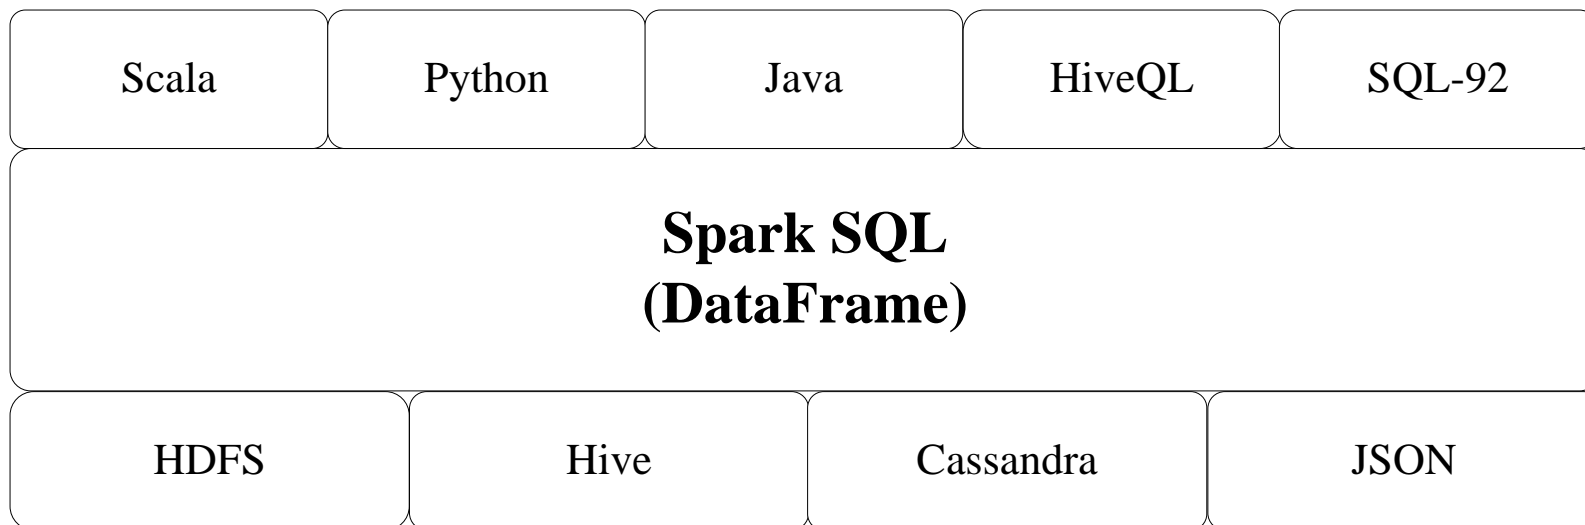 Scala
Python
Java
HiveQL
SQL-92
Spark SQL
(DataFrame)
HDFS
Hive
Cassandra
JSON